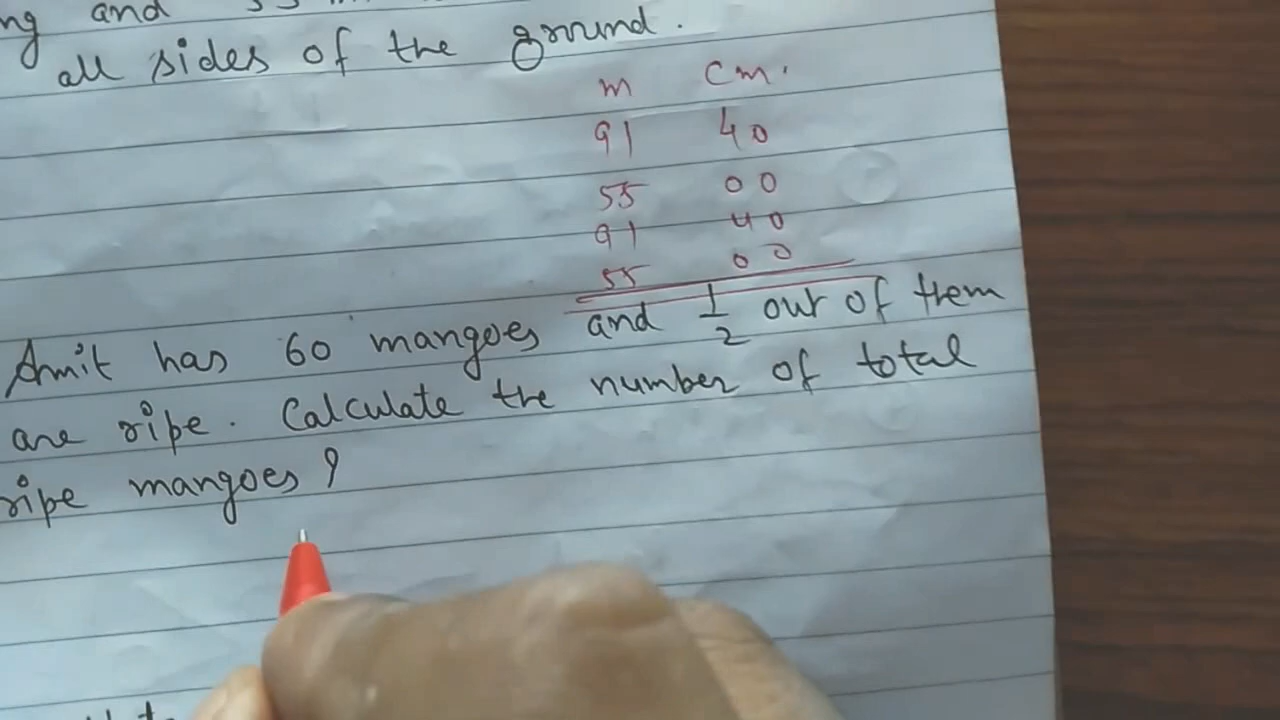 and
all sides of the ground.
m cm.
91 40
55 00
91 40
55 00
Amit has 60 mangoes and 1/2 out of them
are ripe. Calculate the number of total
ripe mangoes?